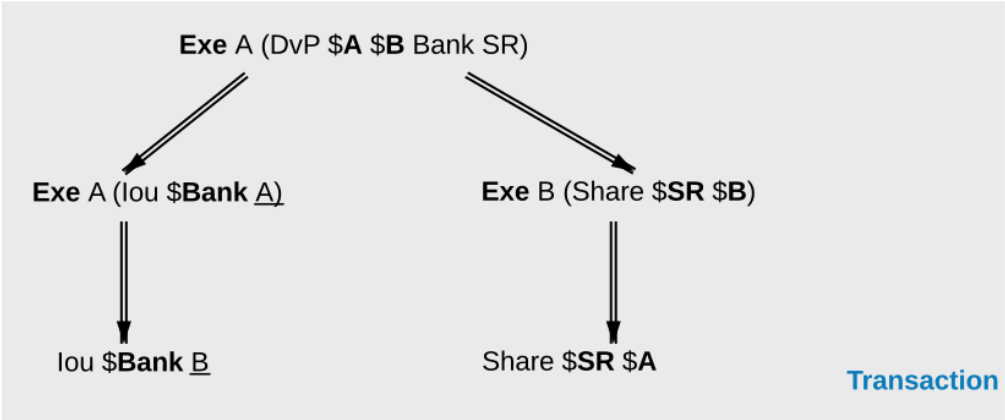 Exe A (DvP $A $B Bank SR)
Exe A (Iou $Bank A)
Exe B (Share $SR $B)
Iou $Bank B
Share $SR $A
Transaction